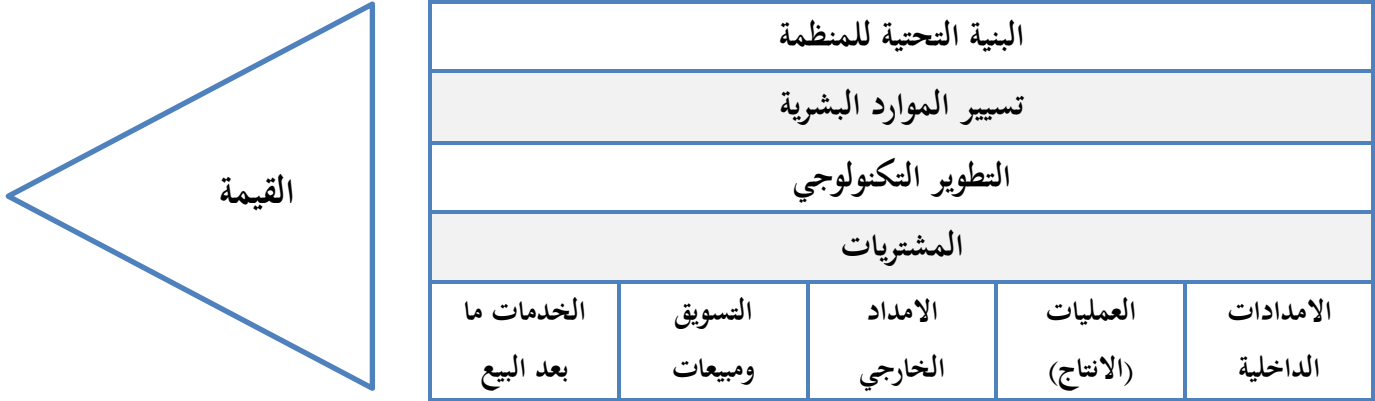 البنية التحتية للمنظمة
تسيير الموارد البشرية
التطوير التكنولوجي
المشتريات
الامدادات
الداخلية
العمليات
(الانتاج)
الامداد
الخارجي
التسويق
ومبيعات
الخدمات ما
بعد البيع
القيمة